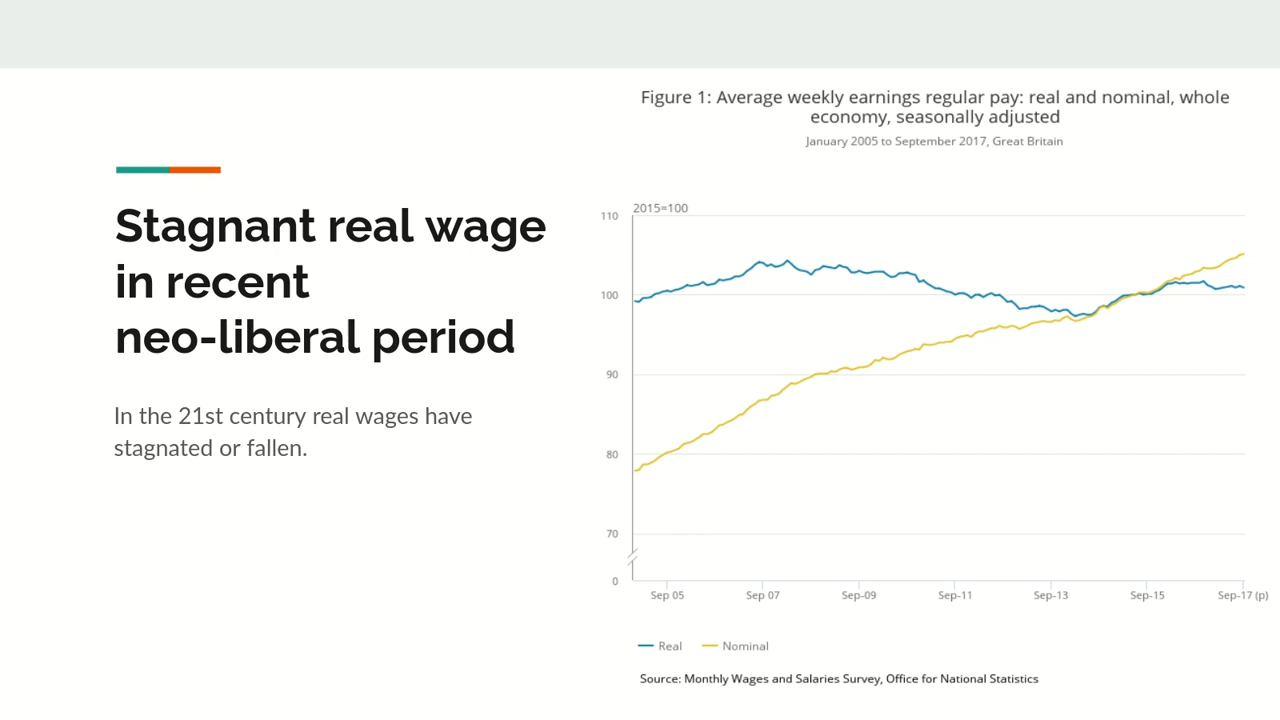 Stagnant real wage
in recent
neo-liberal period
In the 21st century real wages have
stagnated or fallen.
Figure 1: Average weekly earnings regular pay: real and nominal, whole
economy, seasonally adjusted
January 2005 to September 2017, Great Britain
2015=100
110
100
90
80
70
0
Sep 05 Sep 07 Sep-09 Sep-11 Sep-13 Sep-15 Sep-17 (p)
Real Nominal
Source: Monthly Wages and Salaries Survey, Office for National Statistics